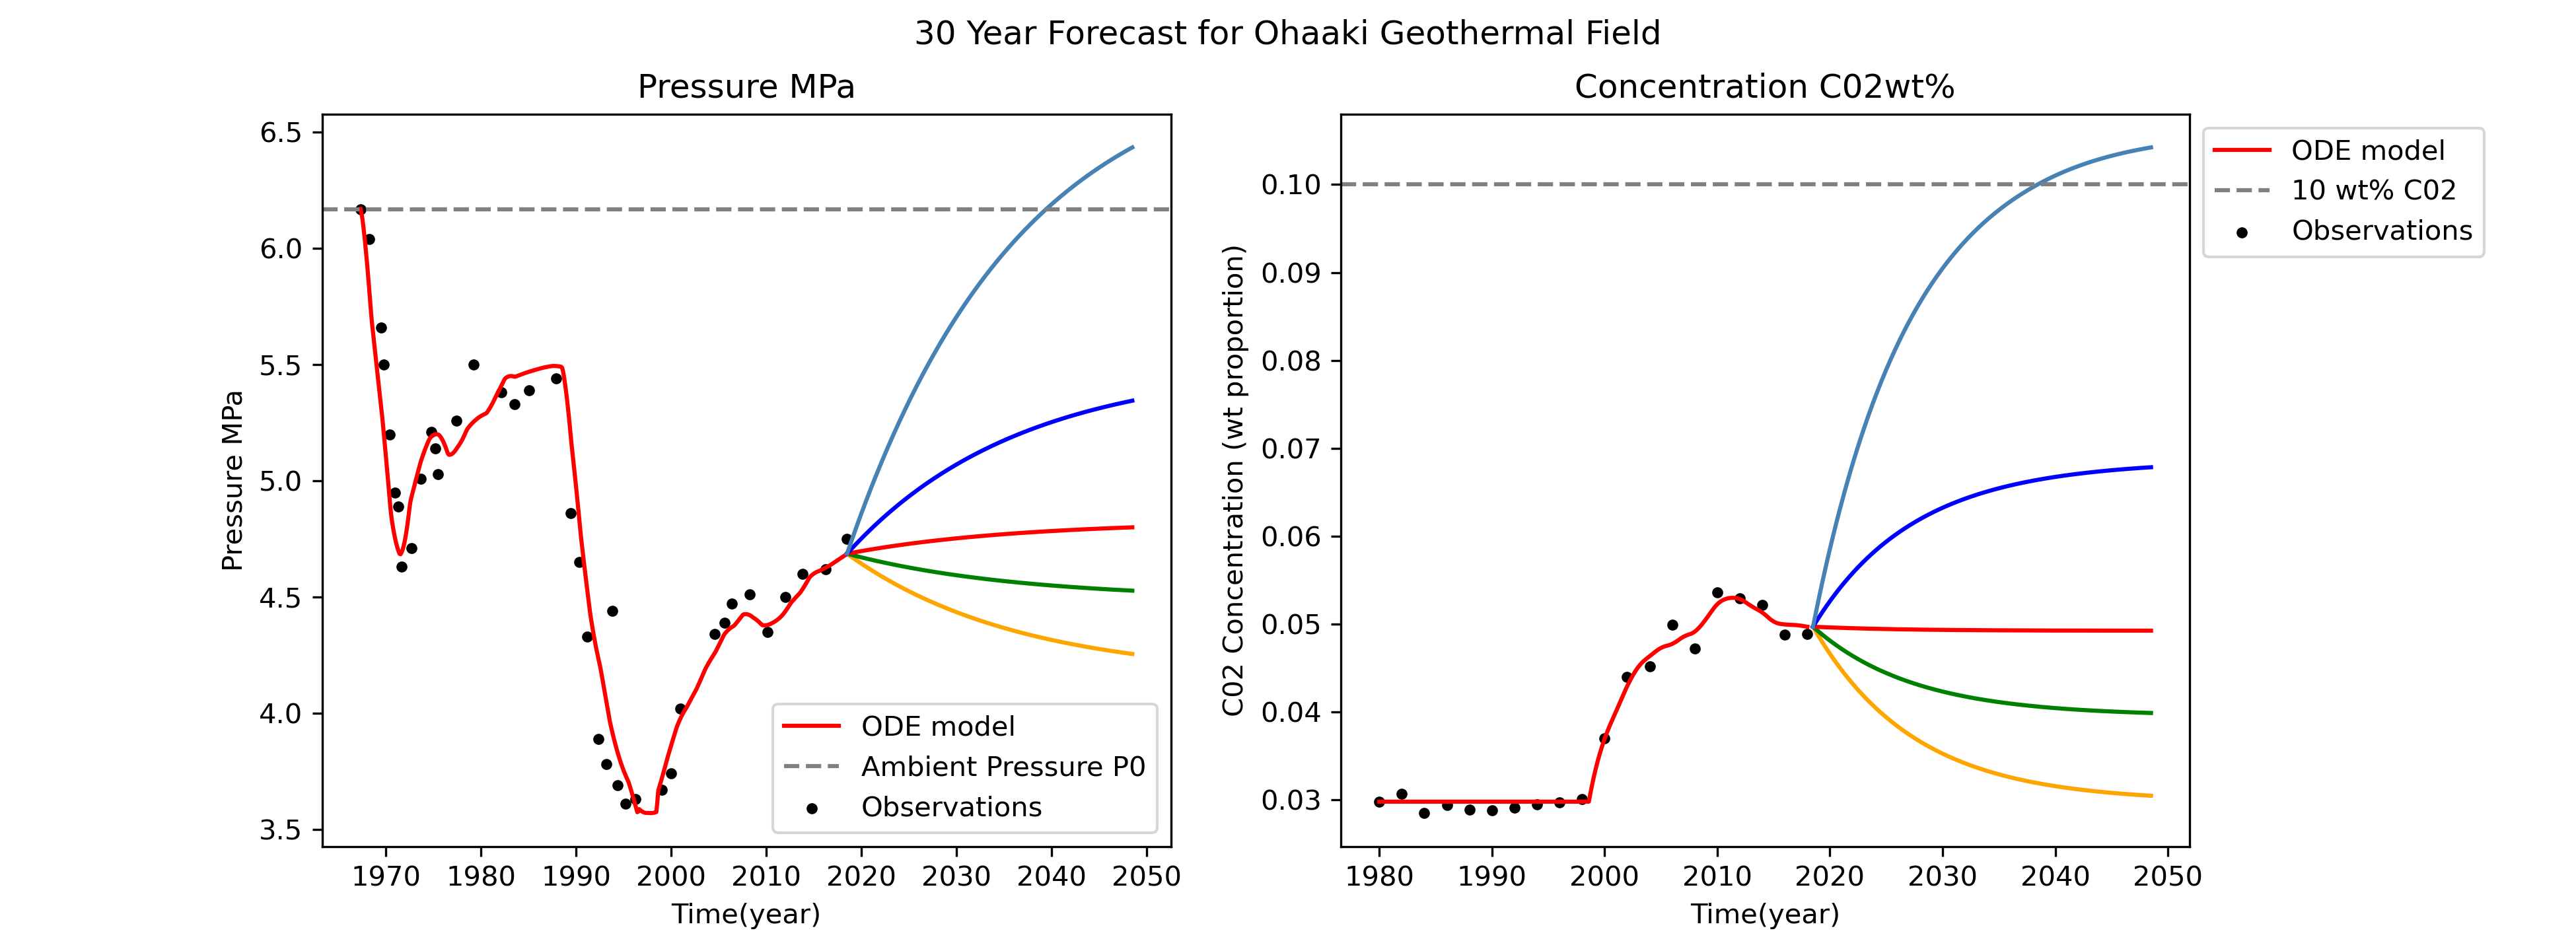 30 Year Forecast for Ohaaki Geothermal Field
Pressure MPa
6.5
6.0
5.5
5.0
4.5
4.0
3.5
Pressure MPa
1970 1980 1990 2000 2010 2020 2030 2040 2050
Time(year)
ODE model
Ambient Pressure P0
Observations
Concentration C02wt%
0.10
0.09
0.08
0.07
0.06
0.05
0.04
0.03
C02 Concentration (wt proportion)
1980 1990 2000 2010 2020 2030 2040 2050
Time(year)
ODE model
10 wt% C02
Observations